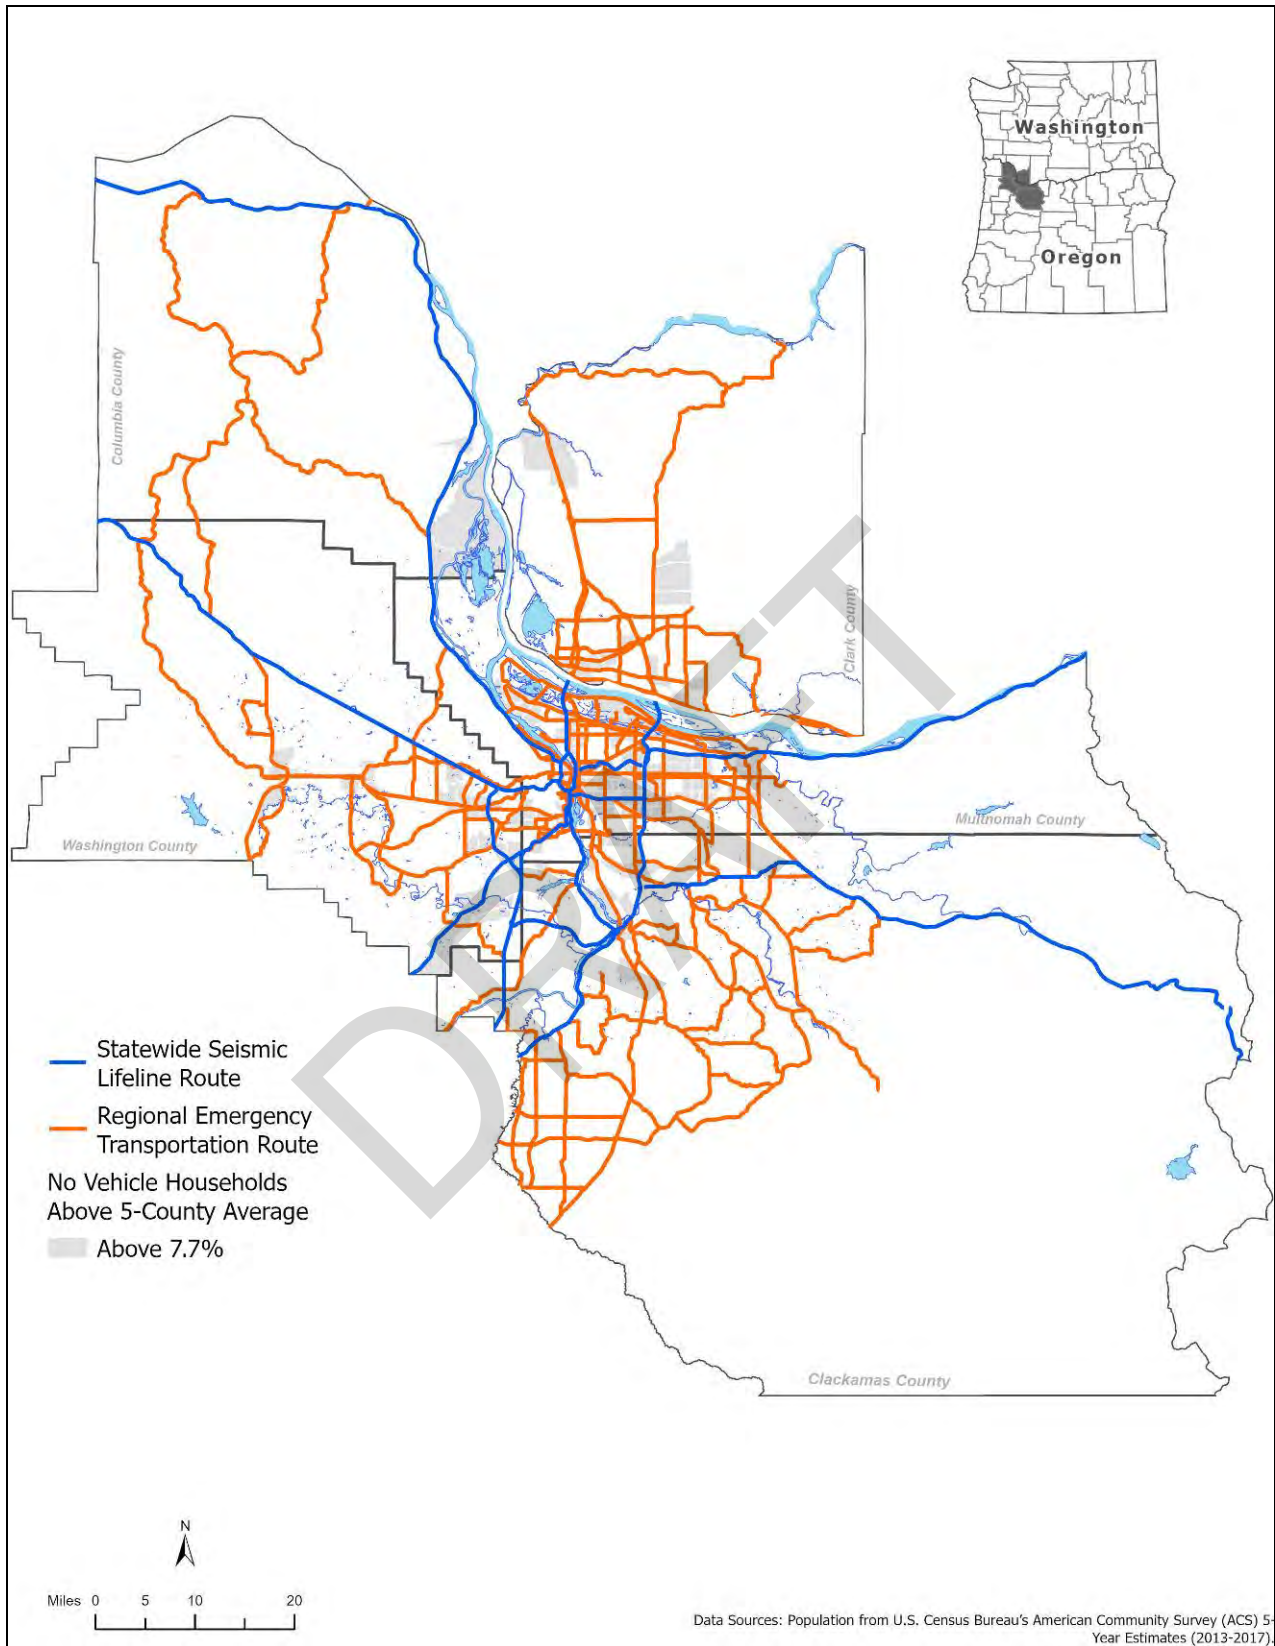 Washington
Oregon
Columbia County
Clark County
Multnomah County
Washington County
DRAFT
Statewide Seismic
Lifeline Route
Regional Emergency
Transportation Route
No Vehicle Households
Above 5-County Average
Above 7.7%
Clackamas County
N
Miles 0 5 10 20
Data Sources: Population from U.S. Census Bureau's American Community Survey (ACS) 5-
Year Estimates (2013-2017).